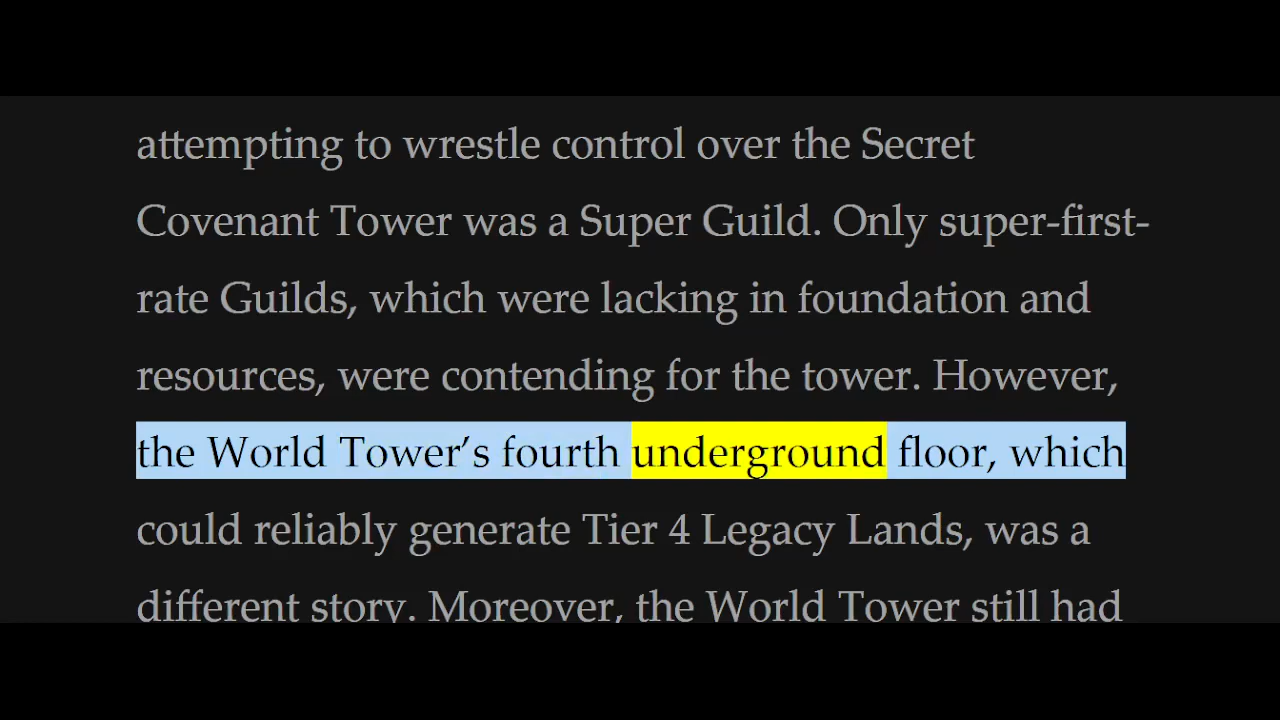 attempting to wrestle control over the Secret
Covenant Tower was a Super Guild. Only super-first-
rate Guilds, which were lacking in foundation and
resources, were contending for the tower. However,
the World Tower’s fourth underground floor, which
could reliably generate Tier 4 Legacy Lands, was a
different story. Moreover, the World Tower still had